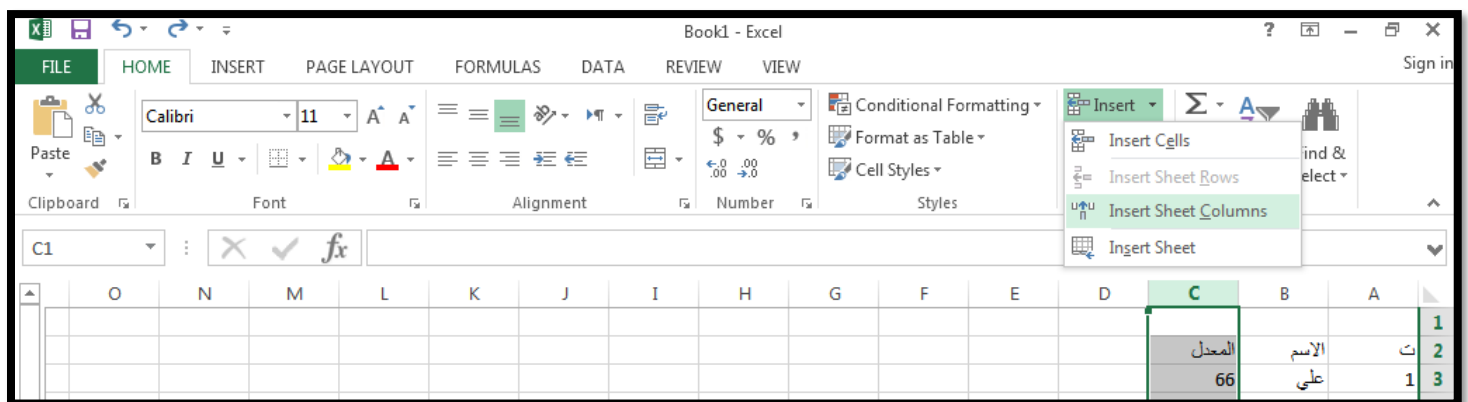 Book1 - Excel
FILE HOME INSERT PAGE LAYOUT FORMULAS DATA REVIEW VIEW Sign in
Calibri 11 General Conditional Formatting Insert
Paste $ % Format as Table Insert Cells
B I U A Cell Styles Insert Sheet Rows
ind &
elect
Clipboard Font Alignment Number Styles Insert Sheet Columns
C1 fx Insert Sheet
O N M L K J I H G F E D C B A
1
2 ت الاسم المعدل
3 1 علي 66